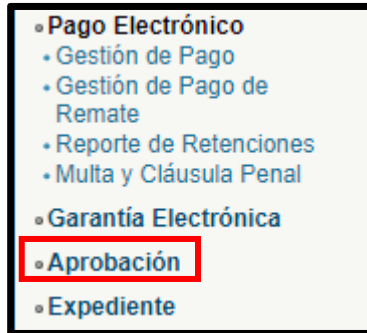 Pago Electrónico
Gestión de Pago
Gestión de Pago de
Remate
Reporte de Retenciones
Multa y Cláusula Penal
Garantía Electrónica
Aprobación
Expediente